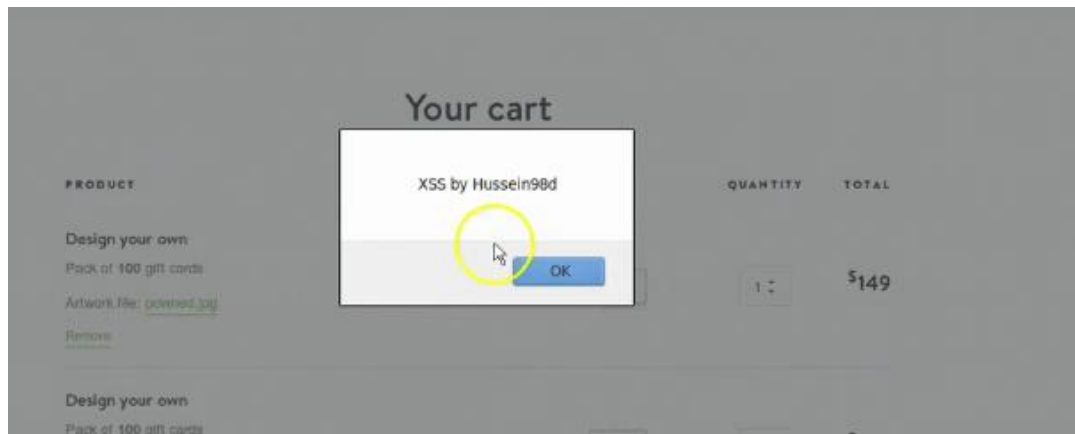 Your cart
XSS by Hussein98d
PRODUCT QUANTITY TOTAL
OK
Design your own
Pack of 100 gift cards
Artwork file: powned.jpg
1 $149
Remove
Design your own
Pack of 100 gift cards